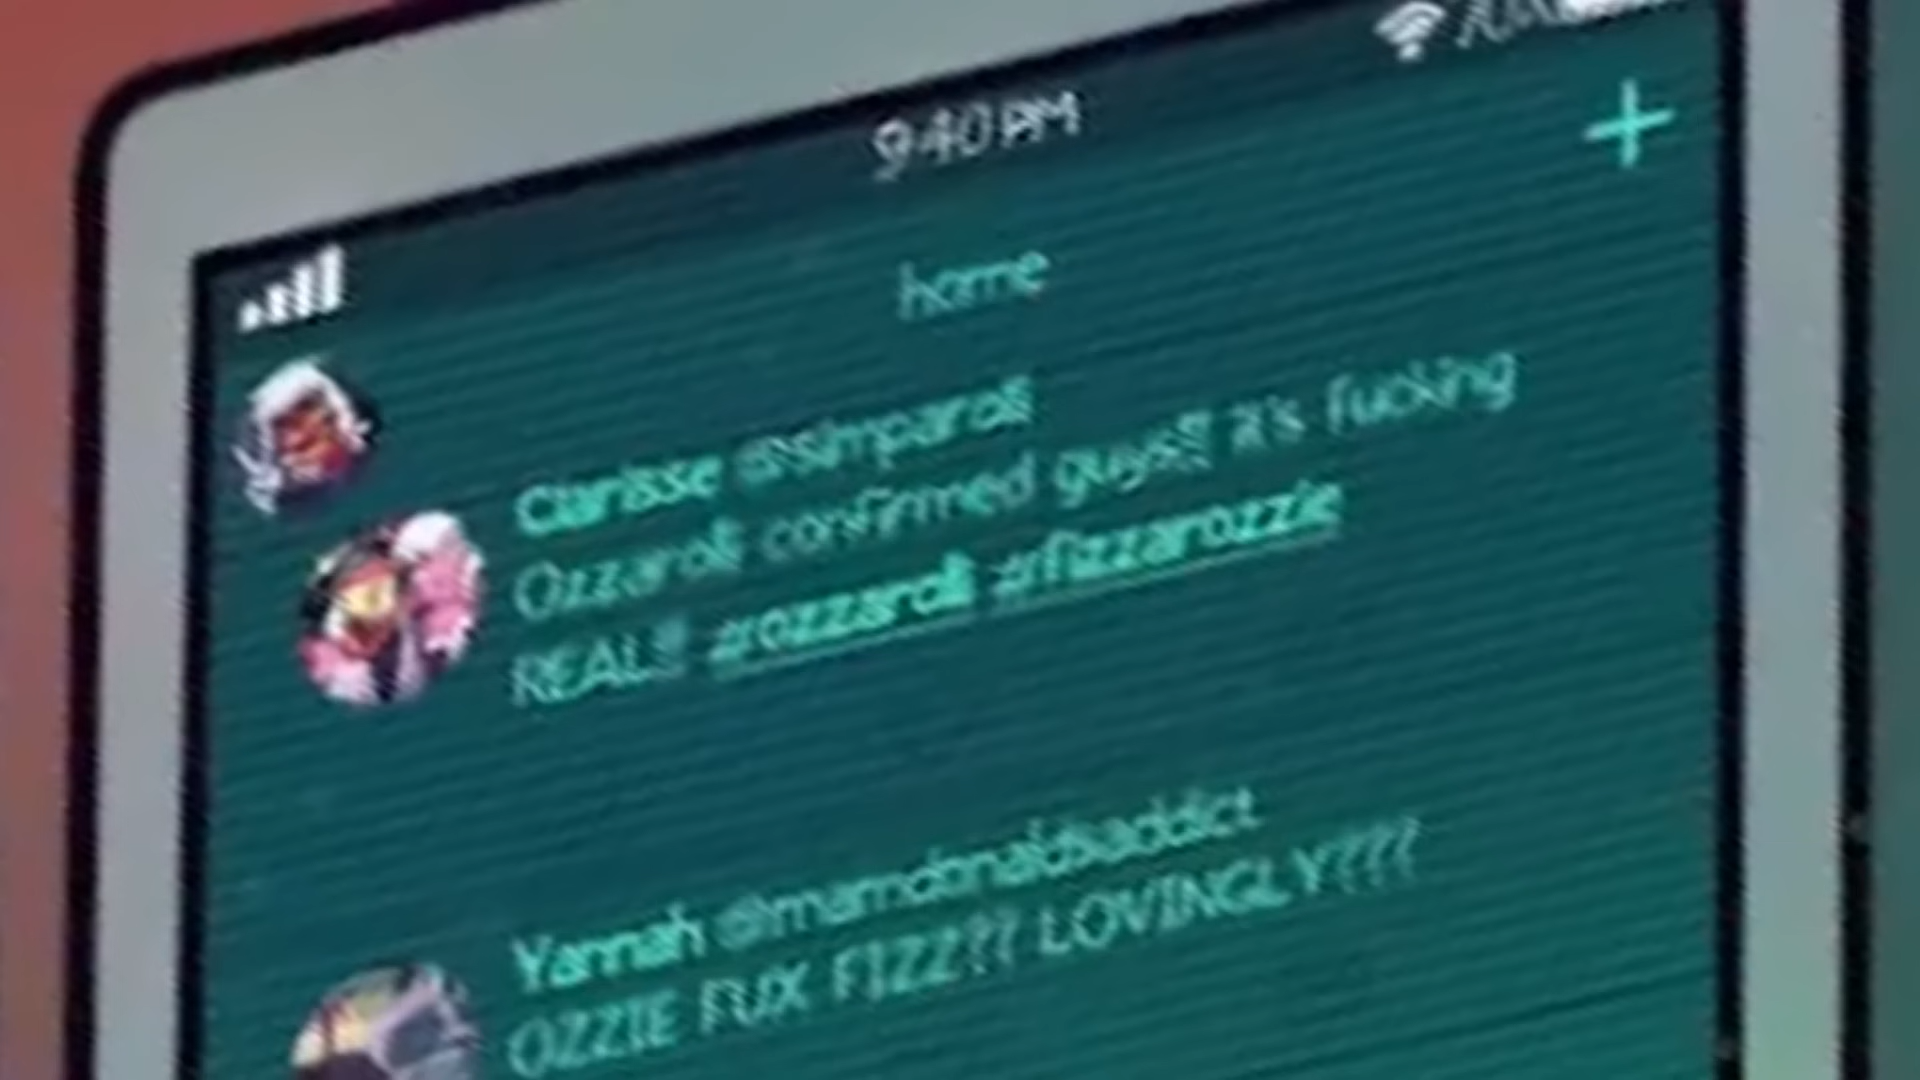 9:40 PM
home
Clarisse @ssimparoli
Ozzaroli confirmed guys!! it's fucking
REAL!! #ozzaroli #fizzarozzie
Yannah @mamdonaldsaddict
OZZIE FUX FIZZ?? LOVINGLY???